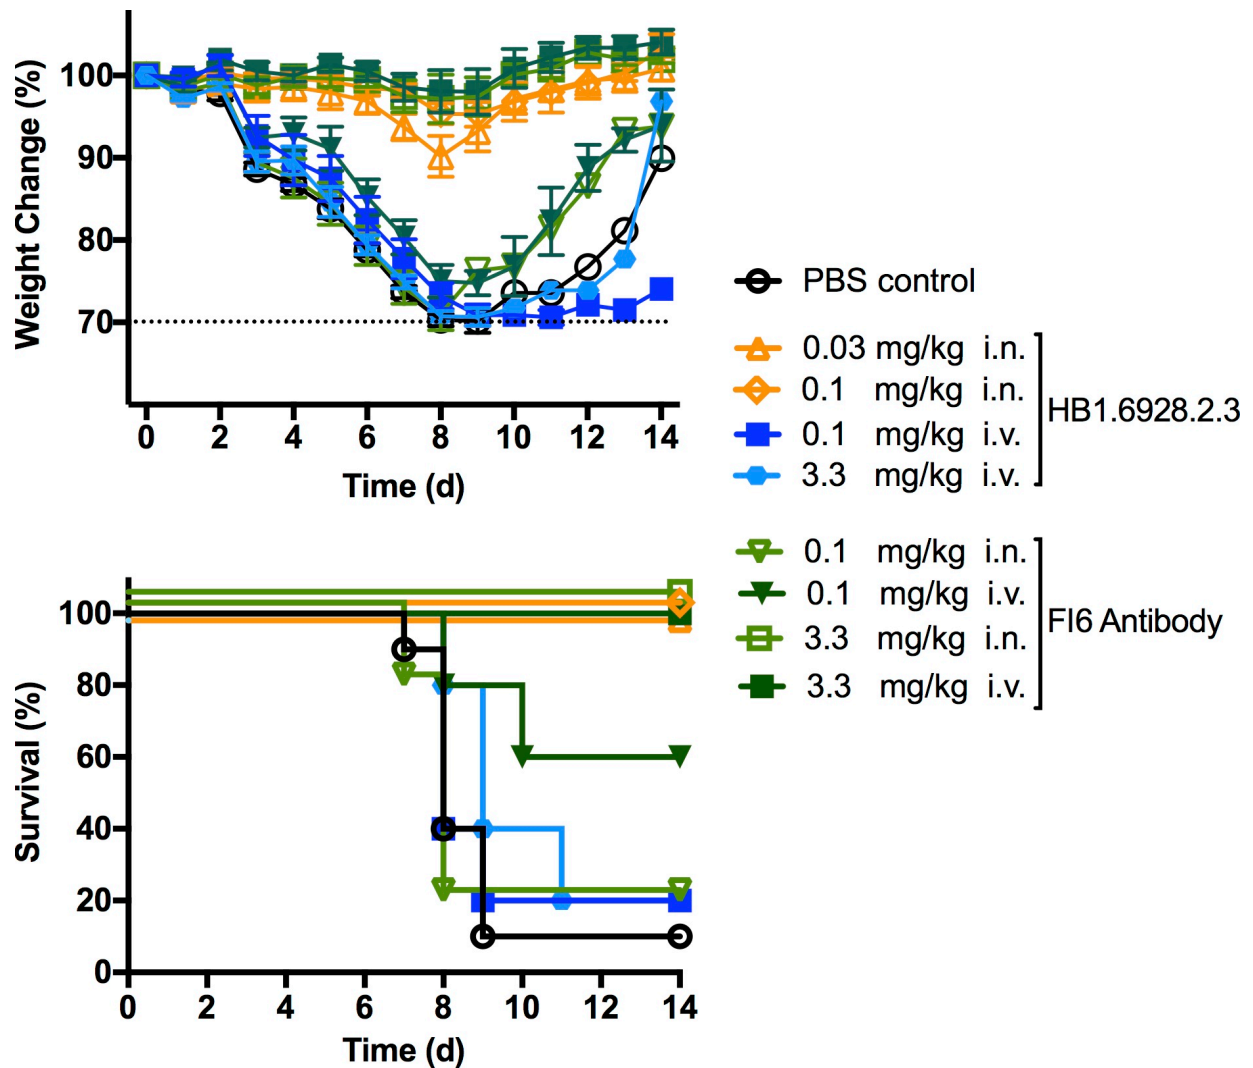 Weight Change (%)
100
90
80
70
0 2 4 6 8 10 12 14
Time (d)
PBS control
0.03 mg/kg i.n.
0.1 mg/kg i.n.
0.1 mg/kg i.v.
3.3 mg/kg i.v.
HB1.6928.2.3
0.1 mg/kg i.n.
0.1 mg/kg i.v.
3.3 mg/kg i.n.
3.3 mg/kg i.v.
FI6 Antibody
Survival (%)
100
80
60
40
20
0
0 2 4 6 8 10 12 14
Time (d)